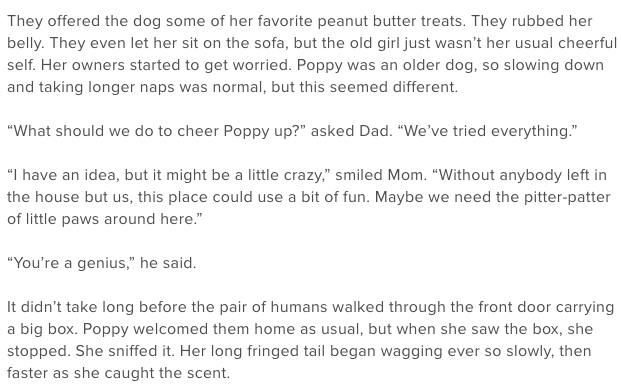 They offered the dog some of her favorite peanut butter treats. They rubbed her
belly. They even let her sit on the sofa, but the old girl just wasn’t her usual cheerful
self. Her owners started to get worried. Poppy was an older dog, so slowing down
and taking longer naps was normal, but this seemed different.
“What should we do to cheer Poppy up?” asked Dad. “We’ve tried everything.”
“I have an idea, but it might be a little crazy,” smiled Mom. “Without anybody left in
the house but us, this place could use a bit of fun. Maybe we need the pitter-patter
of little paws around here.”
“You’re a genius,” he said.
It didn’t take long before the pair of humans walked through the front door carrying
a big box. Poppy welcomed them home as usual, but when she saw the box, she
stopped. She sniffed it. Her long fringed tail began wagging ever so slowly, then
faster as she caught the scent.